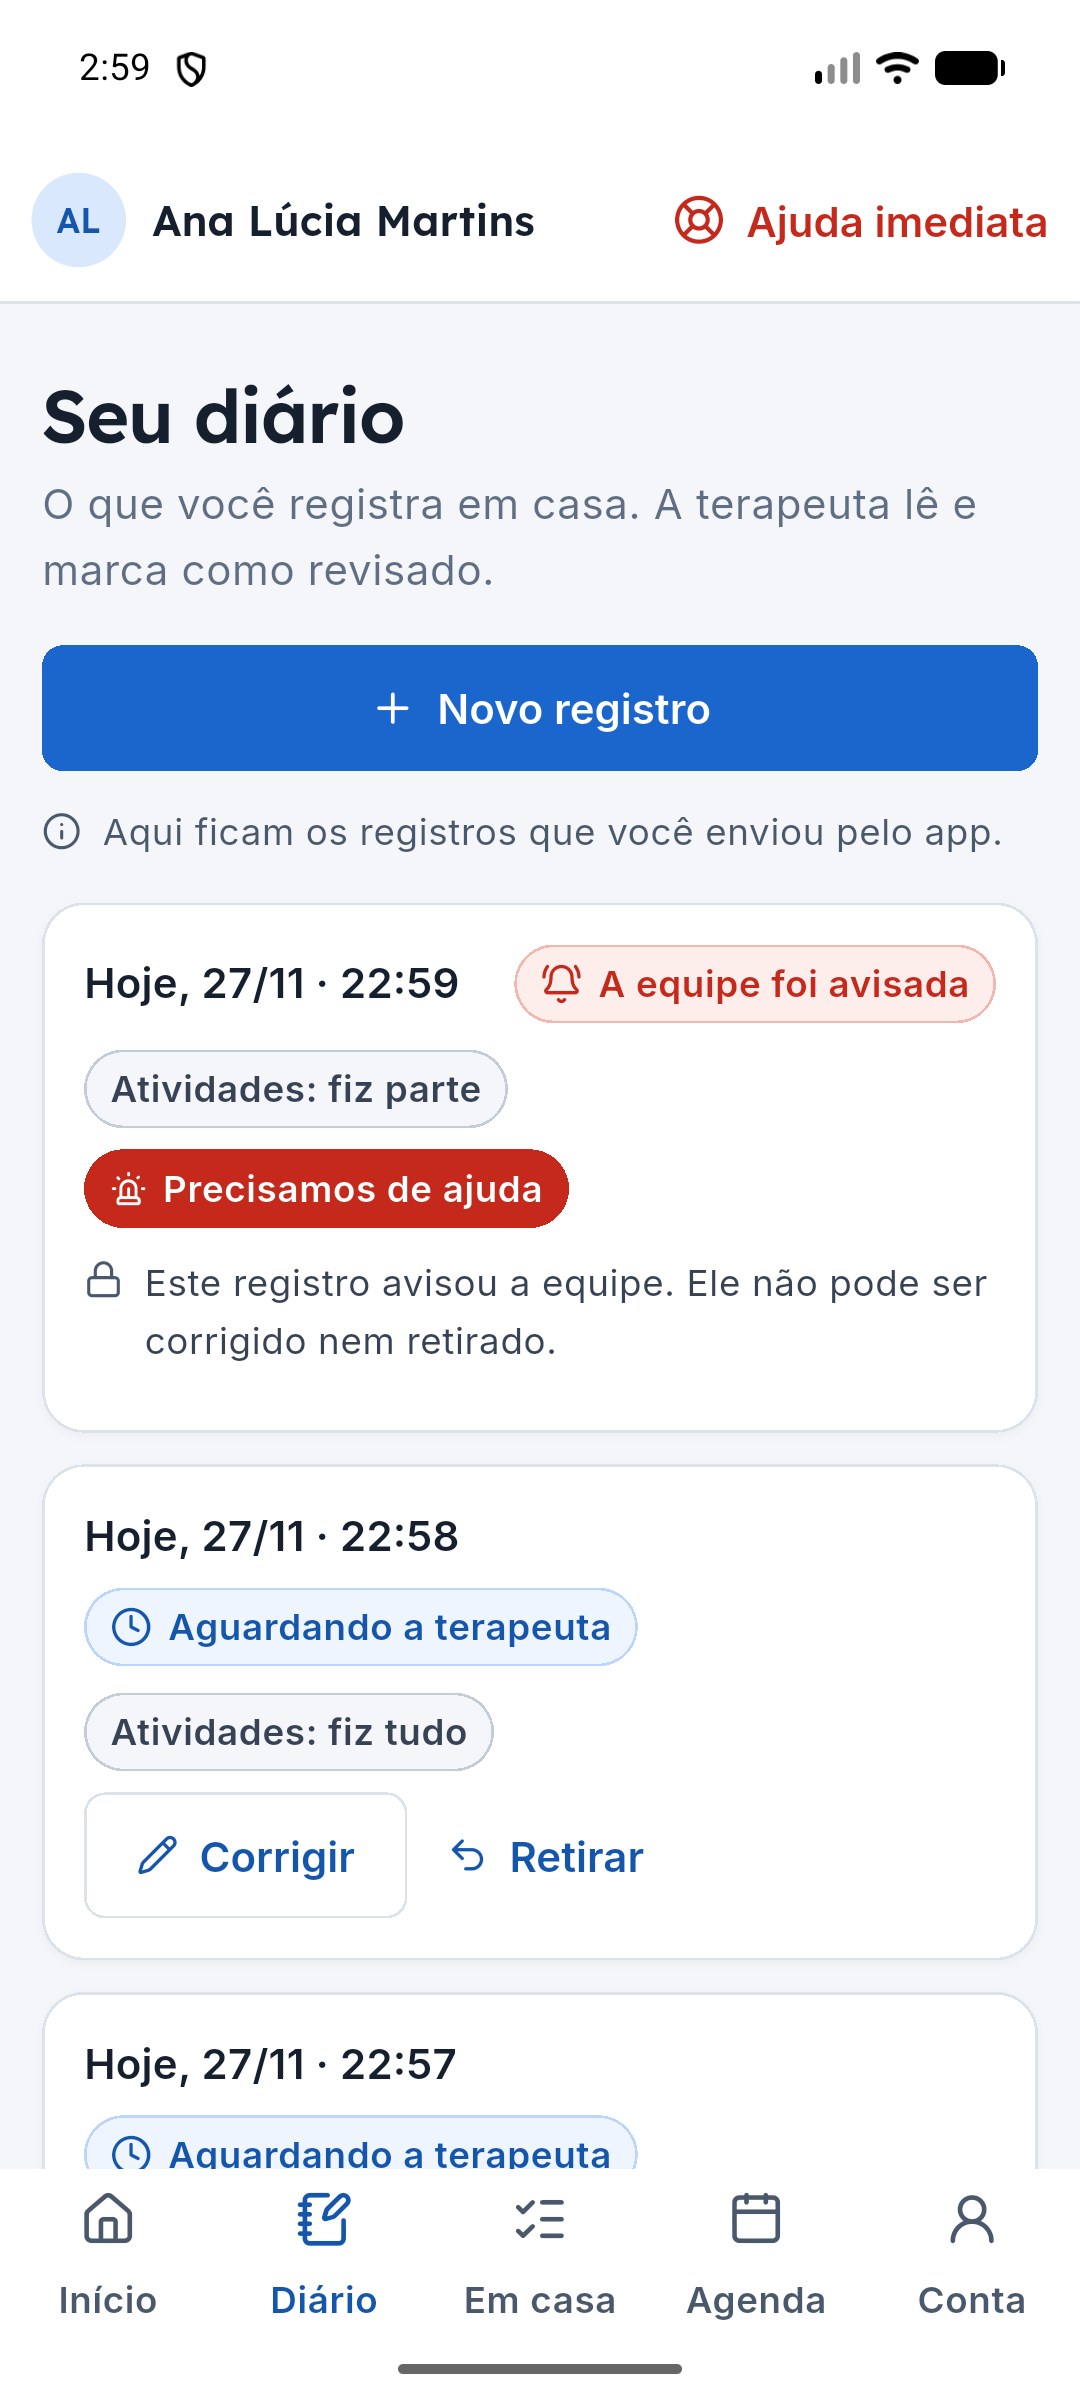 2:59
AL
Ana Lúcia Martins
Ajuda imediata
Seu diário
O que você registra em casa. A terapeuta lê e
marca como revisado.
Novo registro
Aqui ficam os registros que você enviou pelo app.
Hoje, 27/11 · 22:59
A equipe foi avisada
Atividades: fiz parte
Precisamos de ajuda
Este registro avisou a equipe. Ele não pode ser
corrigido nem retirado.
Hoje, 27/11 · 22:58
Aguardando a terapeuta
Atividades: fiz tudo
Corrigir
Retirar
Hoje, 27/11 · 22:57
Aguardando a terapeuta
Início
Diário
Em casa
Agenda
Conta